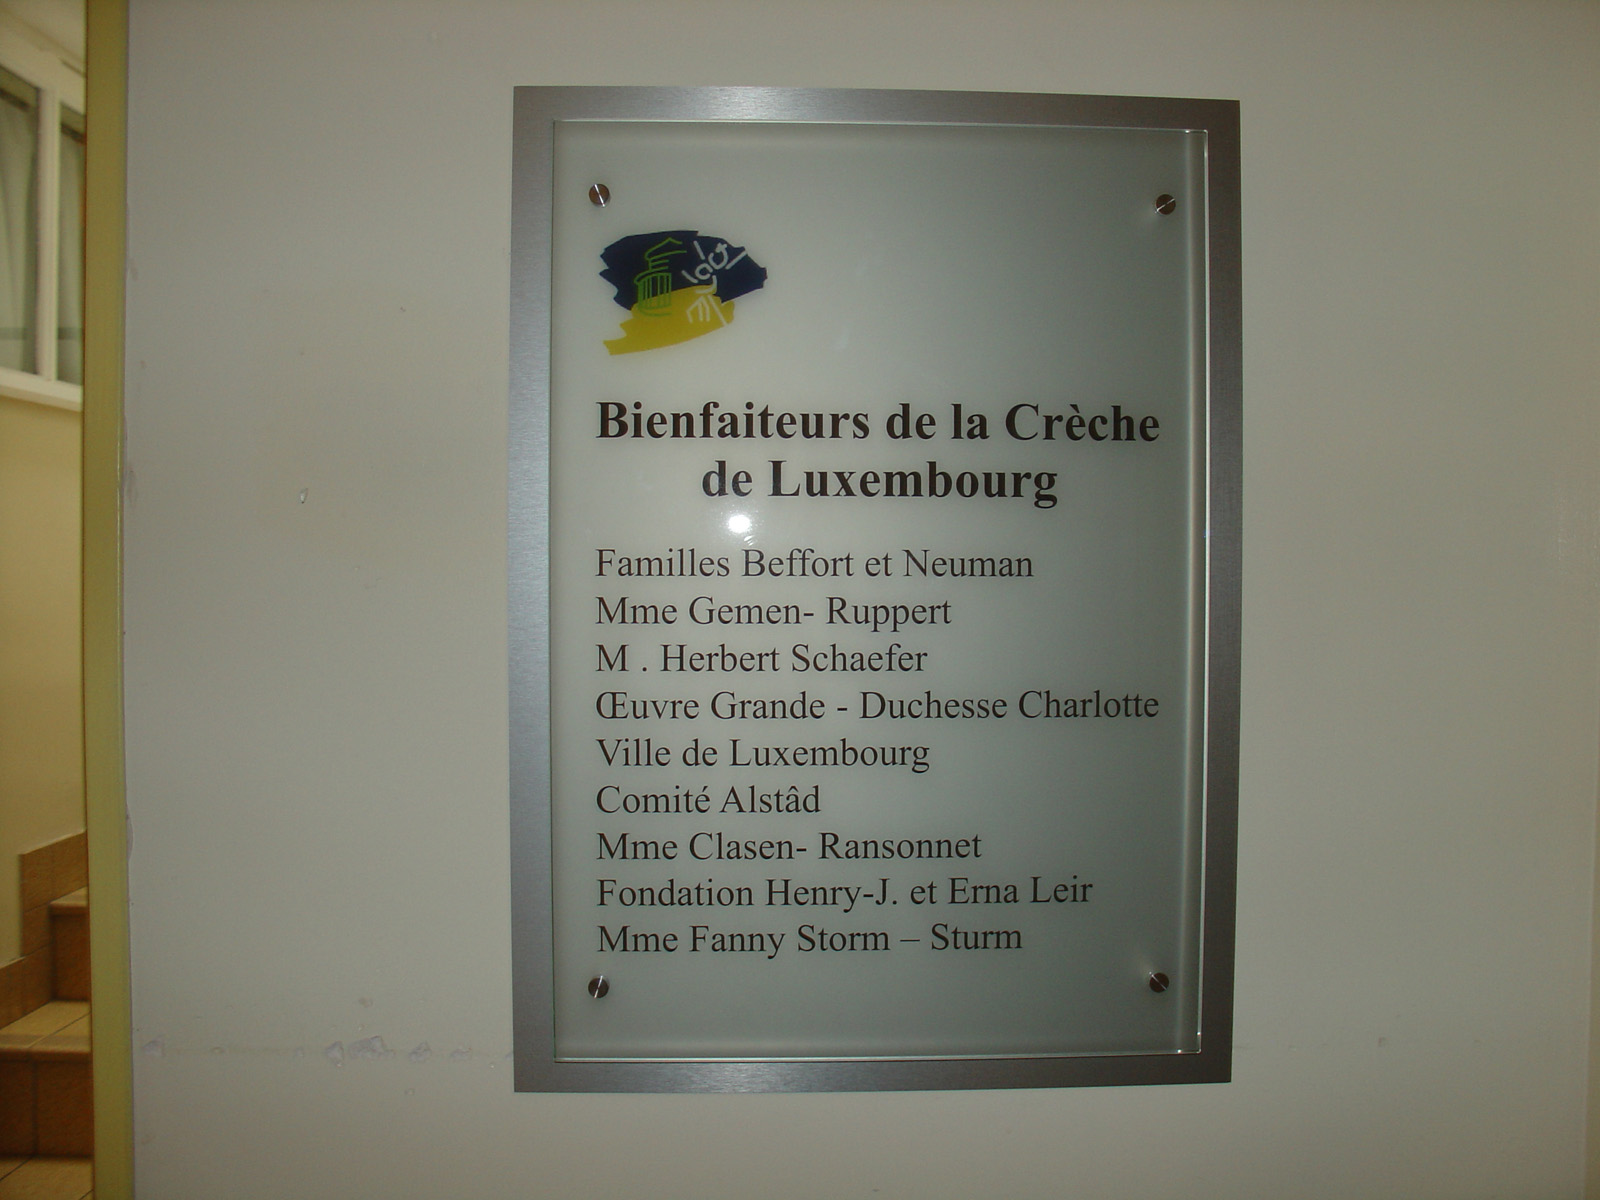 Bienfaiteurs de la Crèche
de Luxembourg
Familles Beffort et Neuman
Mme Gemen- Ruppert
M . Herbert Schaefer
Œuvre Grande - Duchesse Charlotte
Ville de Luxembourg
Comité Alstâd
Mme Clasen- Ransonnet
Fondation Henry-J. et Erna Leir
Mme Fanny Storm – Sturm